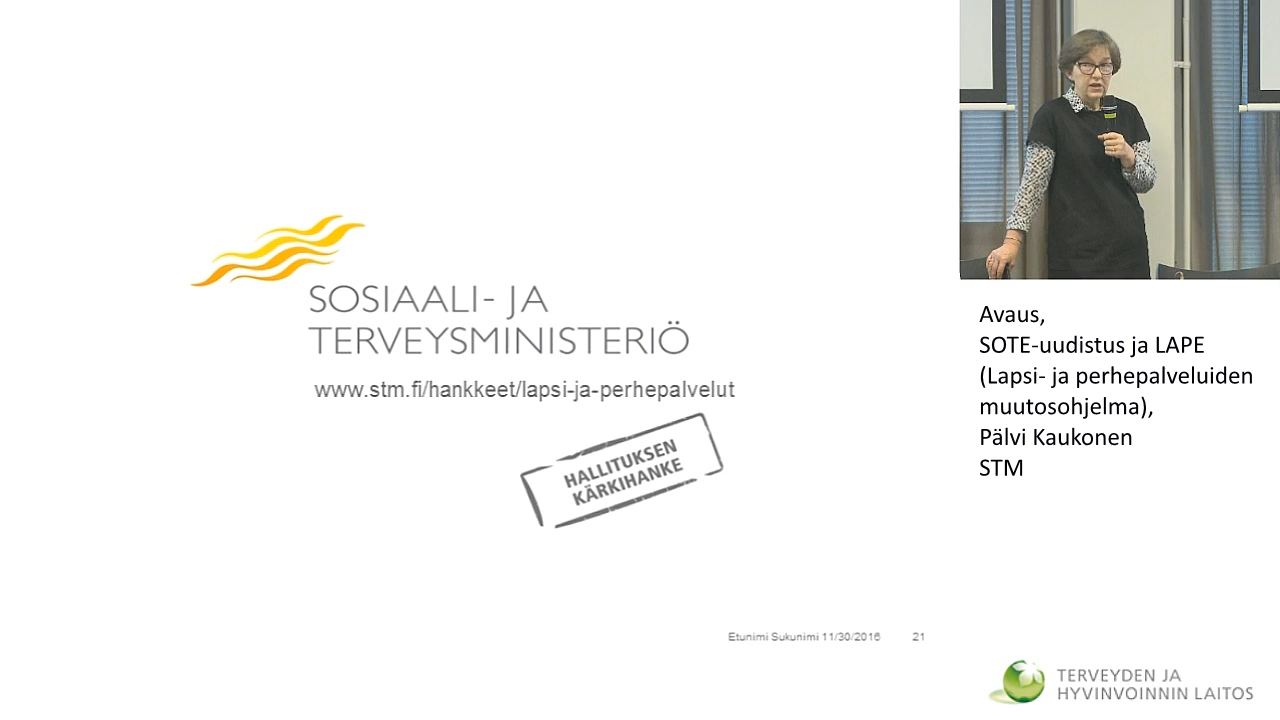 SOSIAALI- JA
TERVEYSMINISTERIÖ
www.stm.fi/hankkeet/lapsi-ja-perhepalvelut
HALLITUKSEN
KÄRKIHANKE
Etunimi Sukunimi 11/30/2016 21
Avaus,
SOTE-uudistus ja LAPE
(Lapsi- ja perhepalveluiden
muutosohjelma),
Pälvi Kaukonen
STM
TERVEYDEN JA
HYVINVOINNIN LAITOS